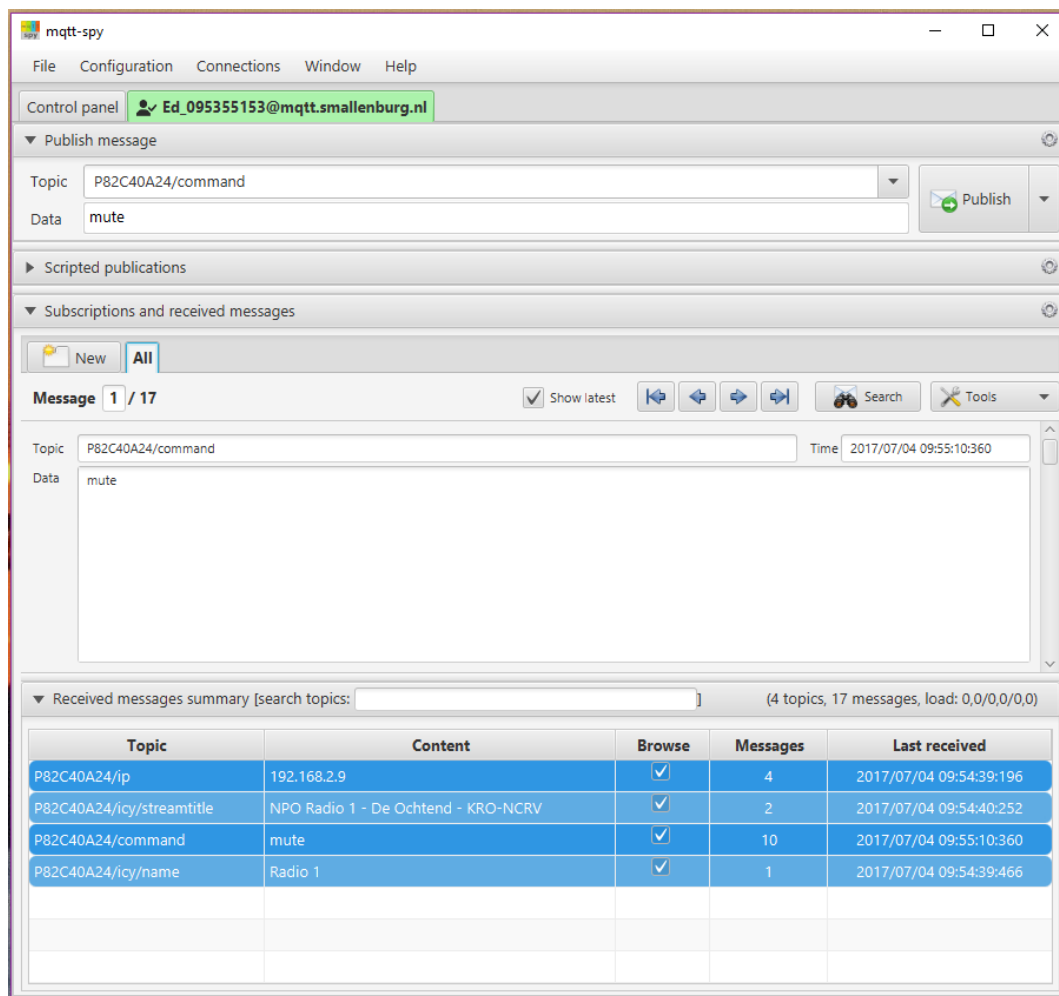 mqtt-spy
File Configuration Connections Window Help
Control panel Ed_095355153@mqtt.smallenburg.nl
Publish message
Topic P82C40A24/command
Publish
Data mute
Scripted publications
Subscriptions and received messages
New All
Message 1 / 17 Show latest Search Tools
Topic P82C40A24/command Time 2017/07/04 09:55:10:360
Data mute
Received messages summary [search topics: ] (4 topics, 17 messages, load: 0,0/0,0/0,0)
Topic Content Browse Messages Last received
P82C40A24/ip 192.168.2.9 4 2017/07/04 09:54:39:196
P82C40A24/icy/streamtitle NPO Radio 1 - De Ochtend - KRO-NCRV 2 2017/07/04 09:54:40:252
P82C40A24/command mute 10 2017/07/04 09:55:10:360
P82C40A24/icy/name Radio 1 1 2017/07/04 09:54:39:466